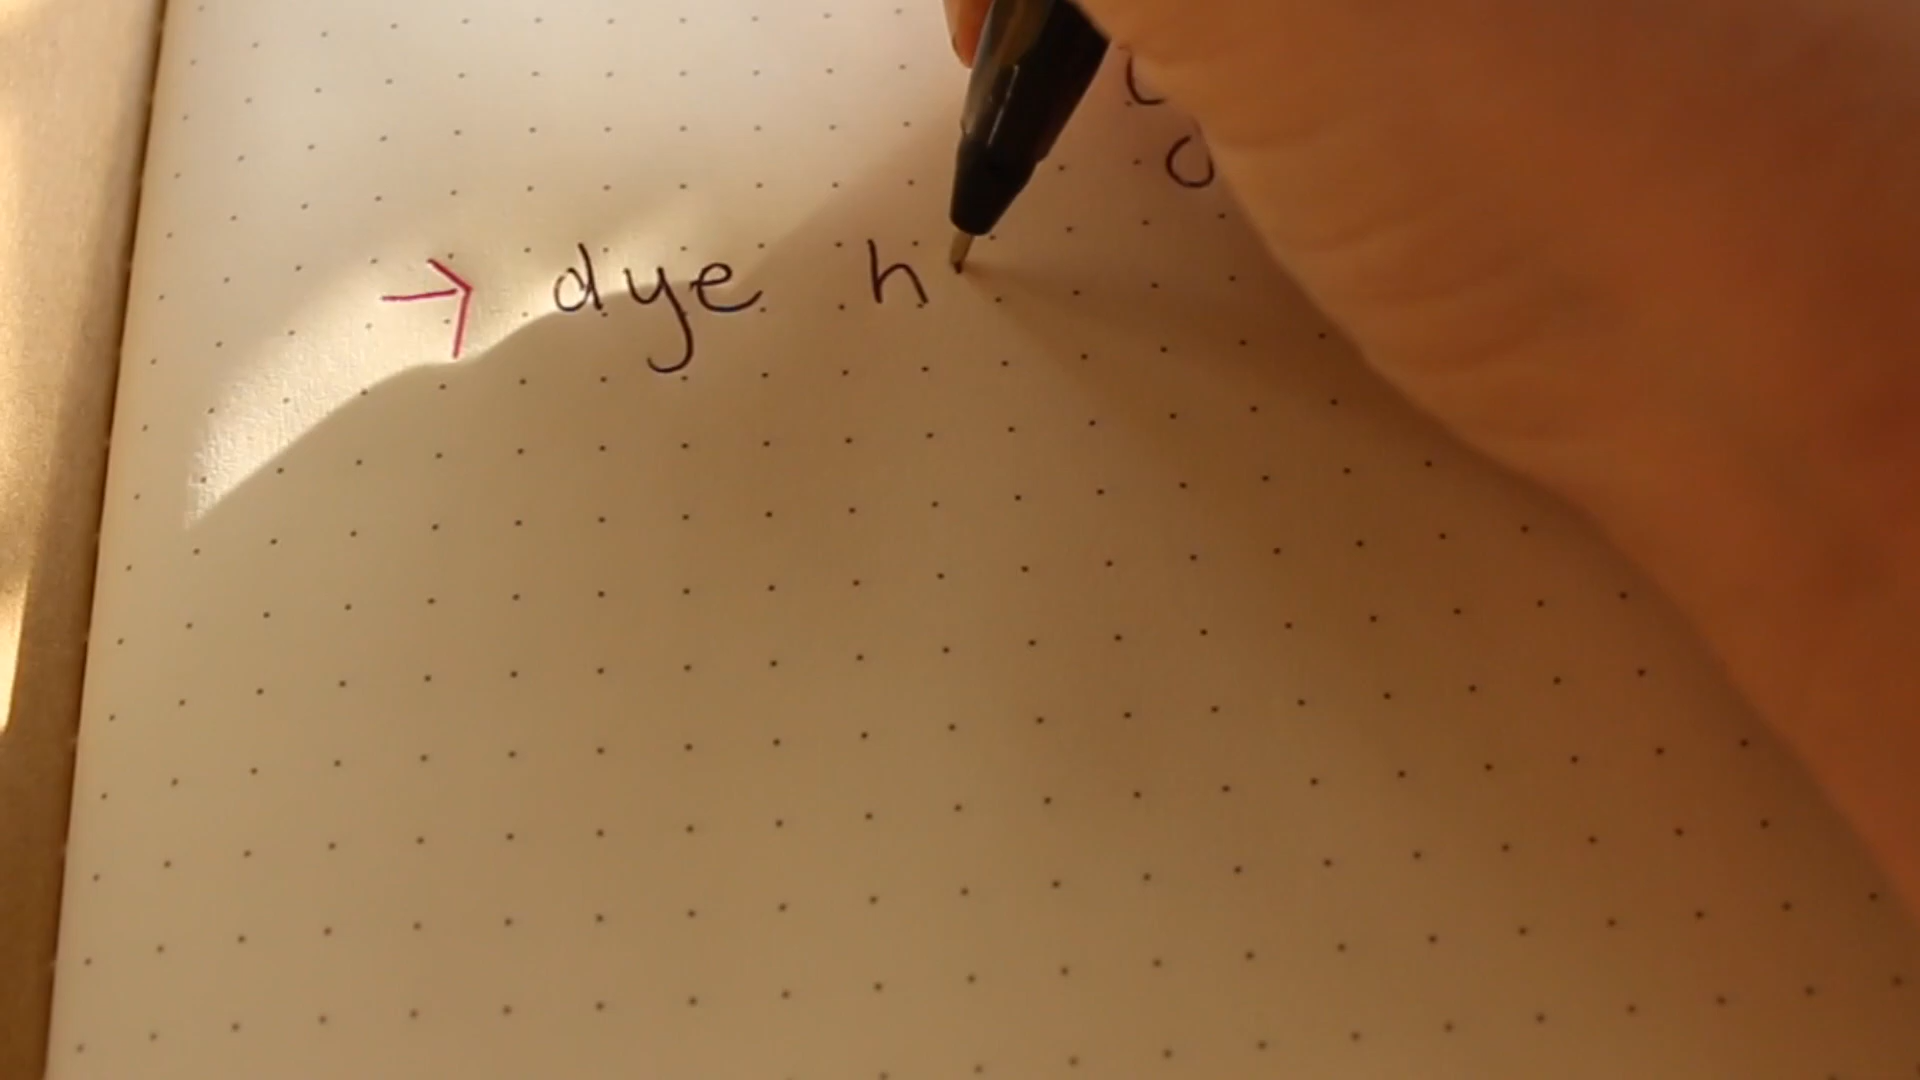 → dye h